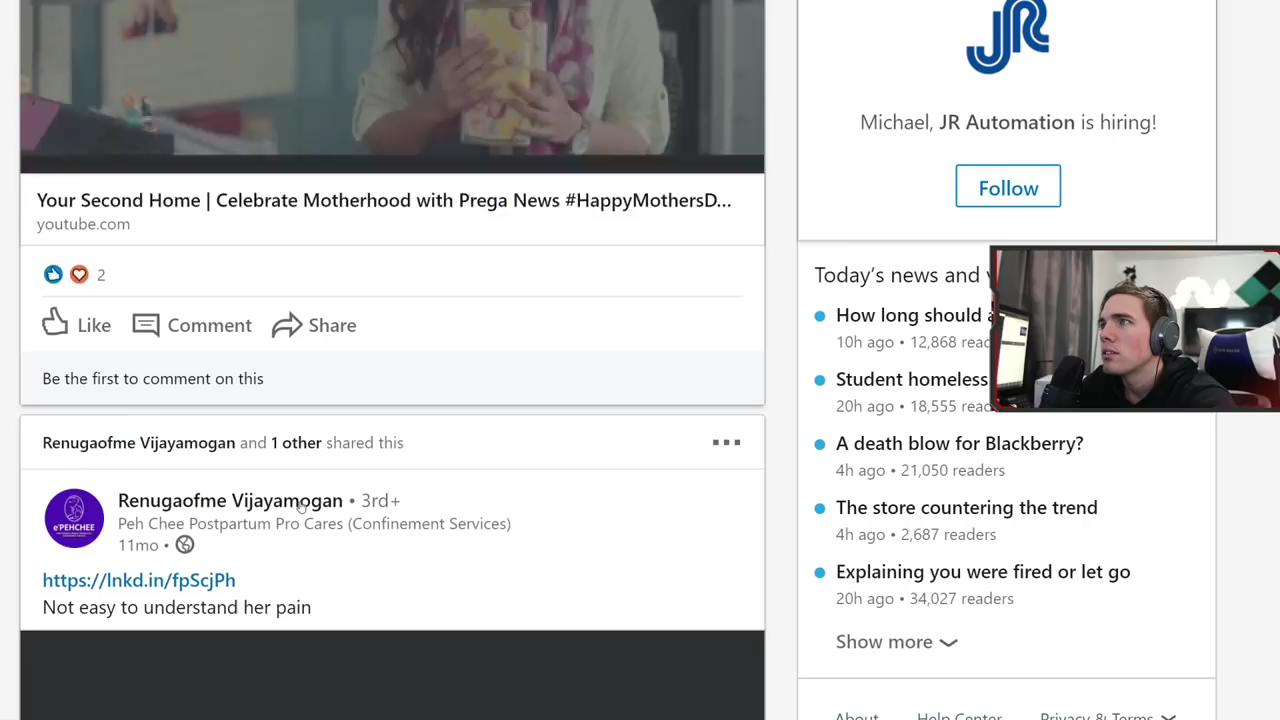 Your Second Home | Celebrate Motherhood with Prega News #HappyMothersD...
youtube.com
2
Like Comment Share
Be the first to comment on this
Renugaofme Vijayamogan and 1 other shared this
Renugaofme Vijayamogan • 3rd+
e'PEHCHEE
Peh Chee Postpartum Pro Cares (Confinement Services)
11mo •
https://lnkd.in/fpScjPh
Not easy to understand her pain
JR
Michael, JR Automation is hiring!
Follow
Today's news and
How long should
10h ago • 12,868
Student homeless
20h ago • 18,555
A death blow for Blackberry?
4h ago • 21,050 readers
The store countering the trend
4h ago • 2,687 readers
Explaining you were fired or let go
20h ago • 34,027 readers
Show more
About Help Center Privacy & Terms